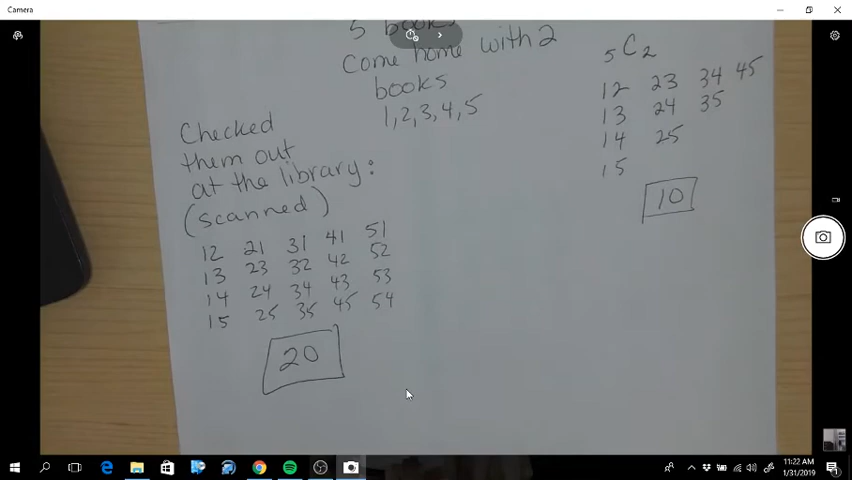 Camera
5 books
Come home with 2
books
1,2,3,4,5
Checked
them out
at the library:
(scanned)
12 21 31 41 51
13 23 32 42 52
14 24 34 43 53
15 25 35 45 54
20
5C2
12 23 34 45
13 24 35
14 25
15
10
11:22 AM
1/31/2019